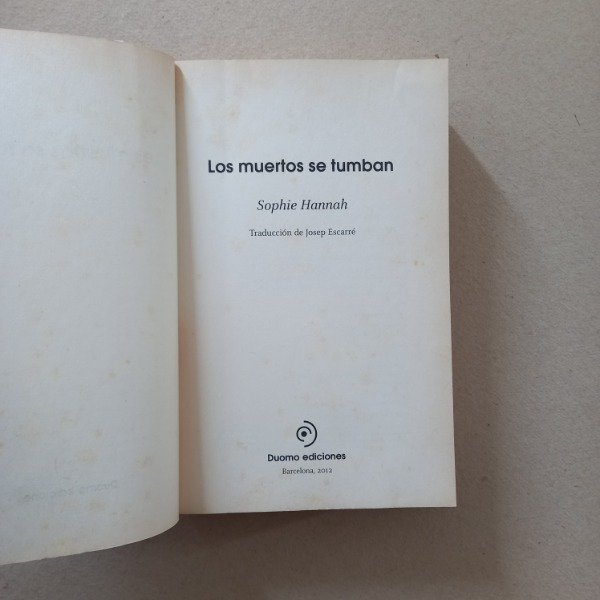 Los muertos se tumban
Sophie Hannah
Traducción de Josep Escarré
Duomo ediciones
Barcelona, 2012